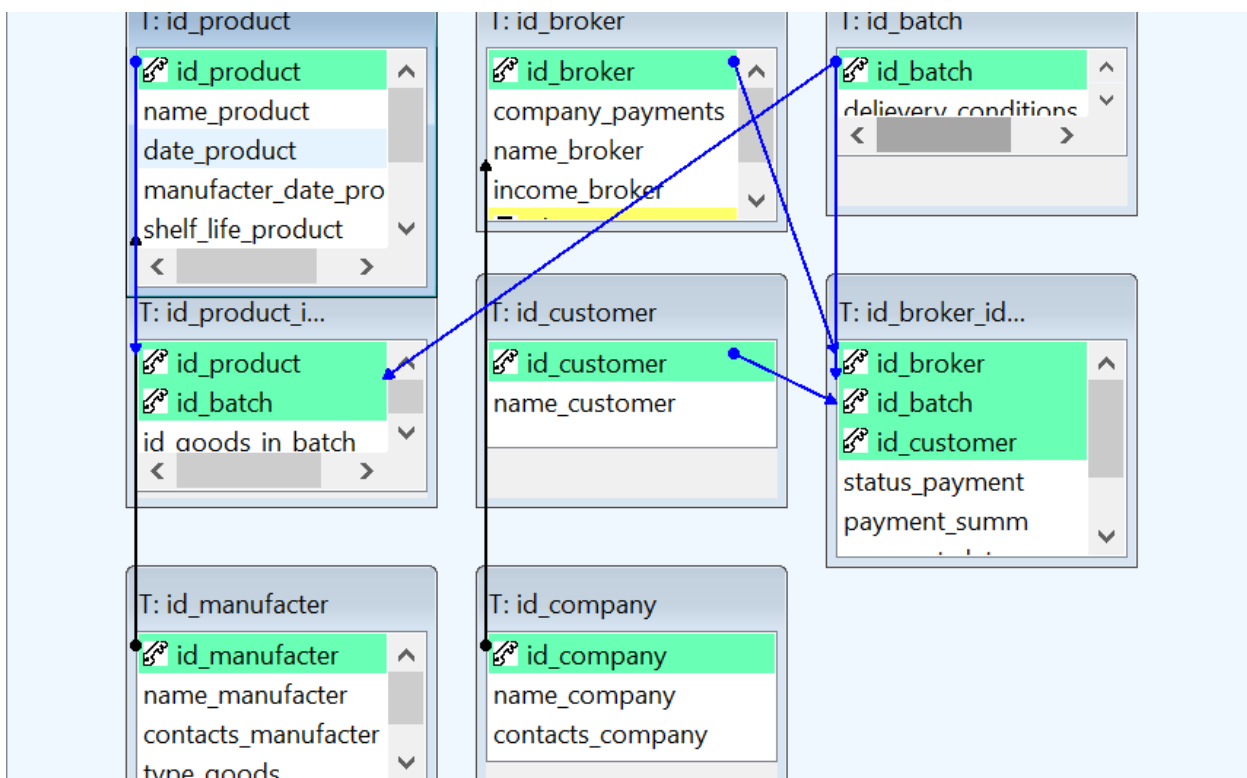 T: id_product
id_product
name_product
date_product
manufacter_date_pro
shelf_life_product
T: id_broker
id_broker
company_payments
name_broker
income_broker
T: id_batch
id_batch
delievery_conditions
T: id_product_i...
id_product
id_batch
id_goods_in_batch
T: id_customer
id_customer
name_customer
T: id_broker_id...
id_broker
id_batch
id_customer
status_payment
payment_summ
T: id_manufacter
id_manufacter
name_manufacter
contacts_manufacter
type_goods
T: id_company
id_company
name_company
contacts_company